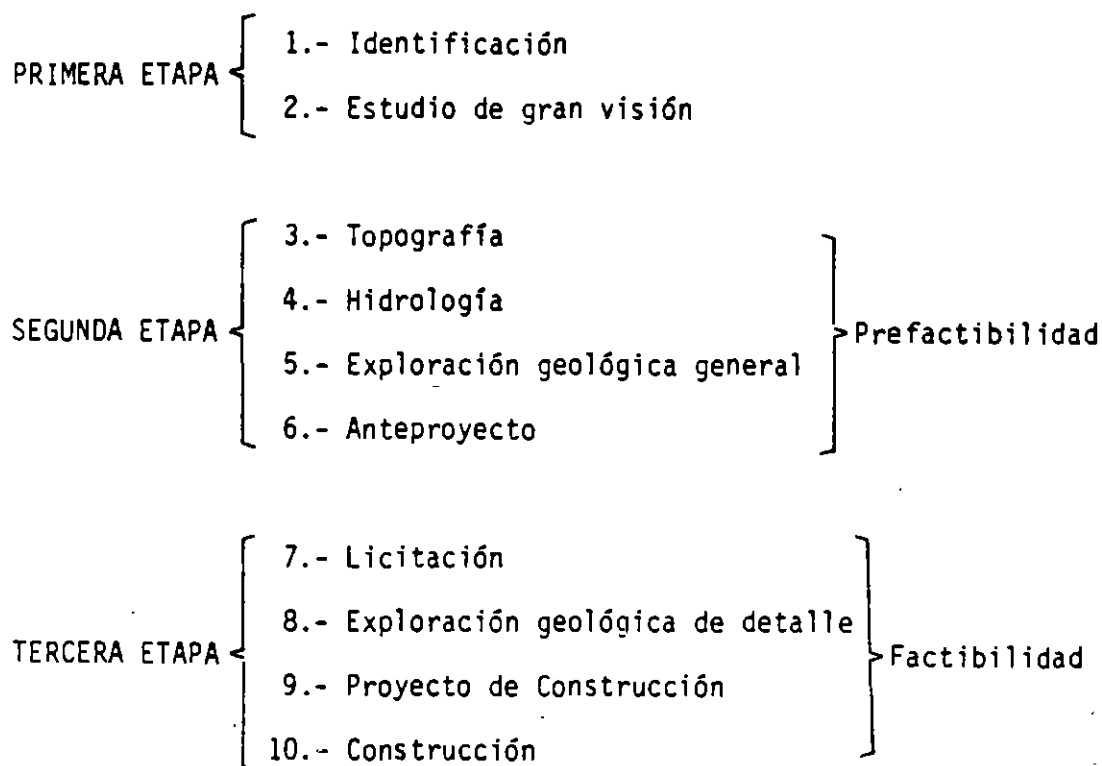 1.- Identificación
PRIMERA ETAPA
2.- Estudio de gran visión
3.- Topografía
4.- Hidrología
SEGUNDA ETAPA
Prefactibilidad
5.- Exploración geológica general
6.- Anteproyecto
7.- Licitación
8.- Exploración geológica de detalle
TERCERA ETAPA
Factibilidad
9.- Proyecto de Construcción
10.- Construcción